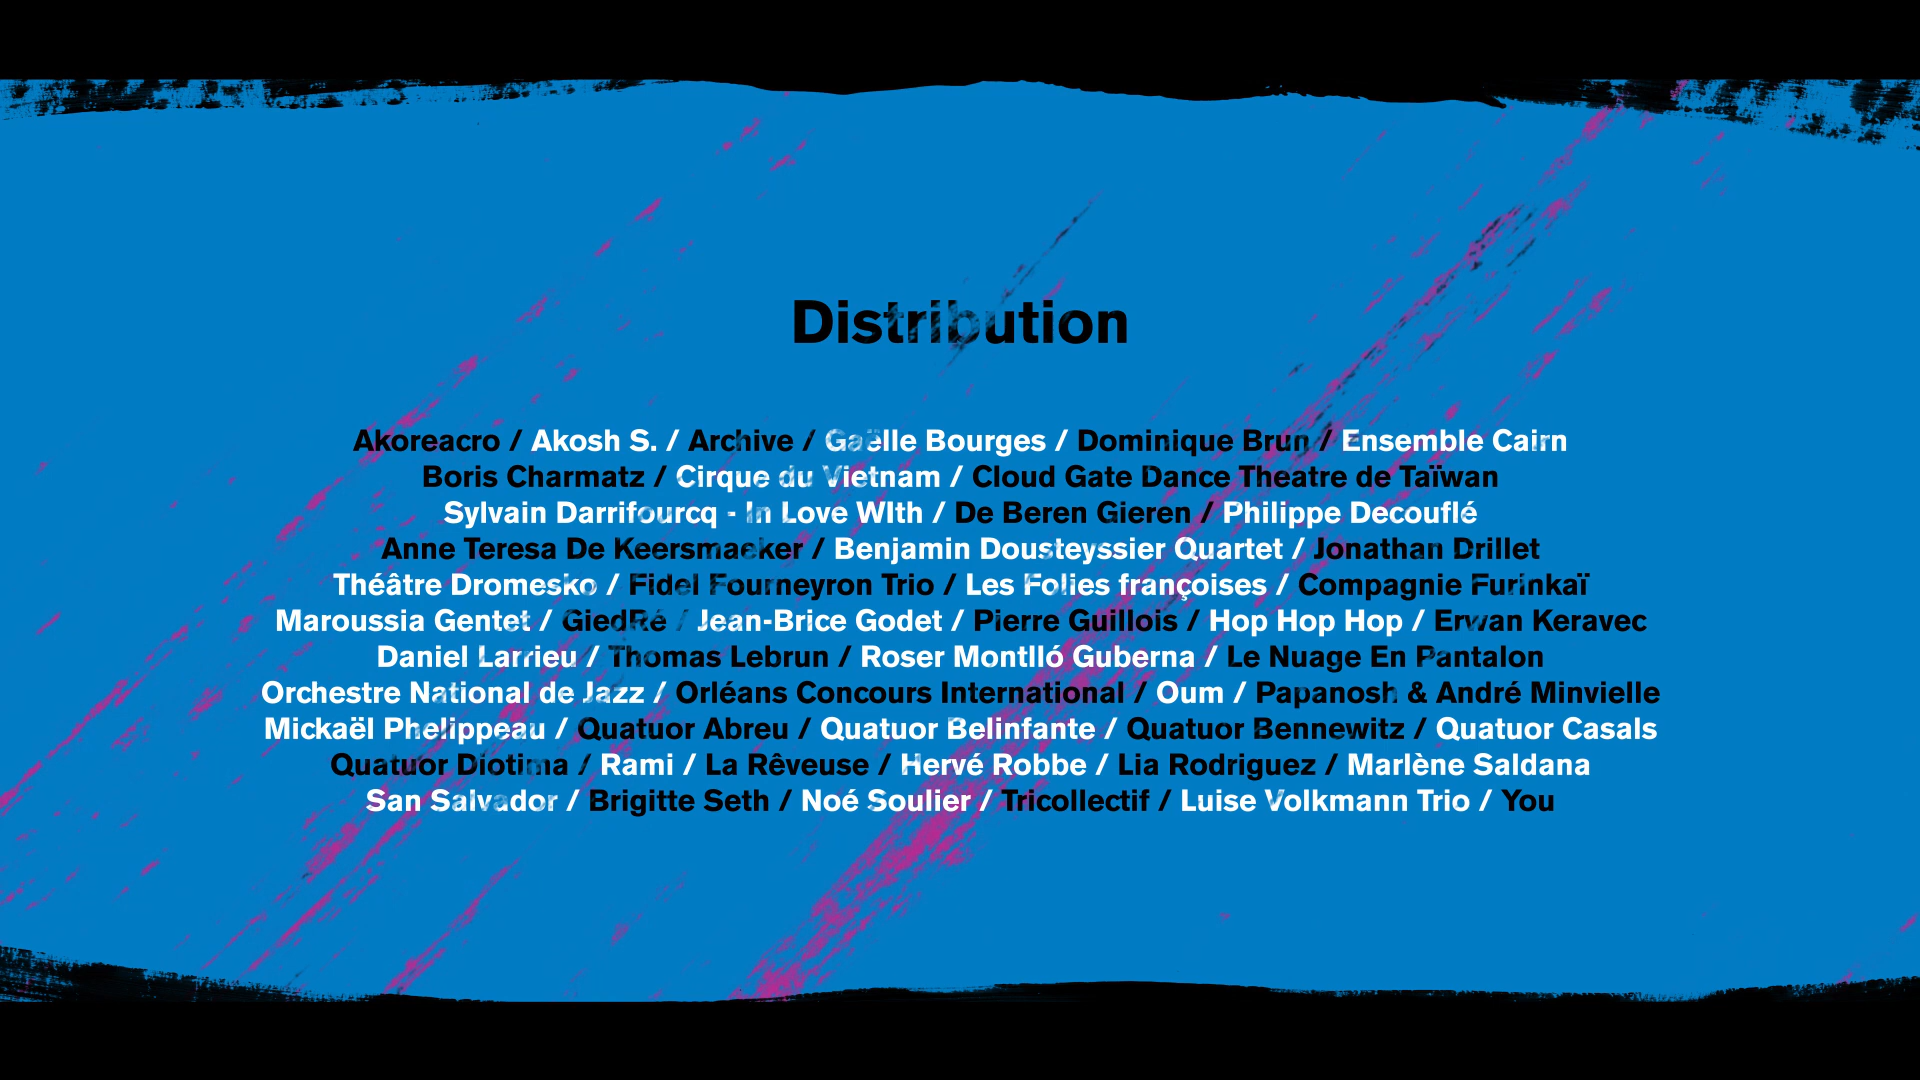 Distribution
Akoreacro / Akosh S. / Archive / Gaëlle Bourges / Dominique Brun / Ensemble Cairn
Boris Charmatz / Cirque du Vietnam / Cloud Gate Dance Theatre de Taïwan
Sylvain Darrifourcq - In Love WIth / De Beren Gieren / Philippe Decouflé
Anne Teresa De Keersmaeker / Benjamin Dousteyssier Quartet / Jonathan Drillet
Théâtre Dromesko / Fidel Fourneyron Trio / Les Folies françoises / Compagnie Furinkaï
Maroussia Gentet / GiedRé / Jean-Brice Godet / Pierre Guillois / Hop Hop Hop / Erwan Keravec
Daniel Larrieu / Thomas Lebrun / Roser Montlló Guberna / Le Nuage En Pantalon
Orchestre National de Jazz / Orléans Concours International / Oum / Papanosh & André Minvielle
Mickaël Phelippeau / Quatuor Abreu / Quatuor Belinfante / Quatuor Bennewitz / Quatuor Casals
Quatuor Diotima / Rami / La Rêveuse / Hervé Robbe / Lia Rodriguez / Marlène Saldana
San Salvador / Brigitte Seth / Noé Soulier / Tricollectif / Luise Volkmann Trio / You